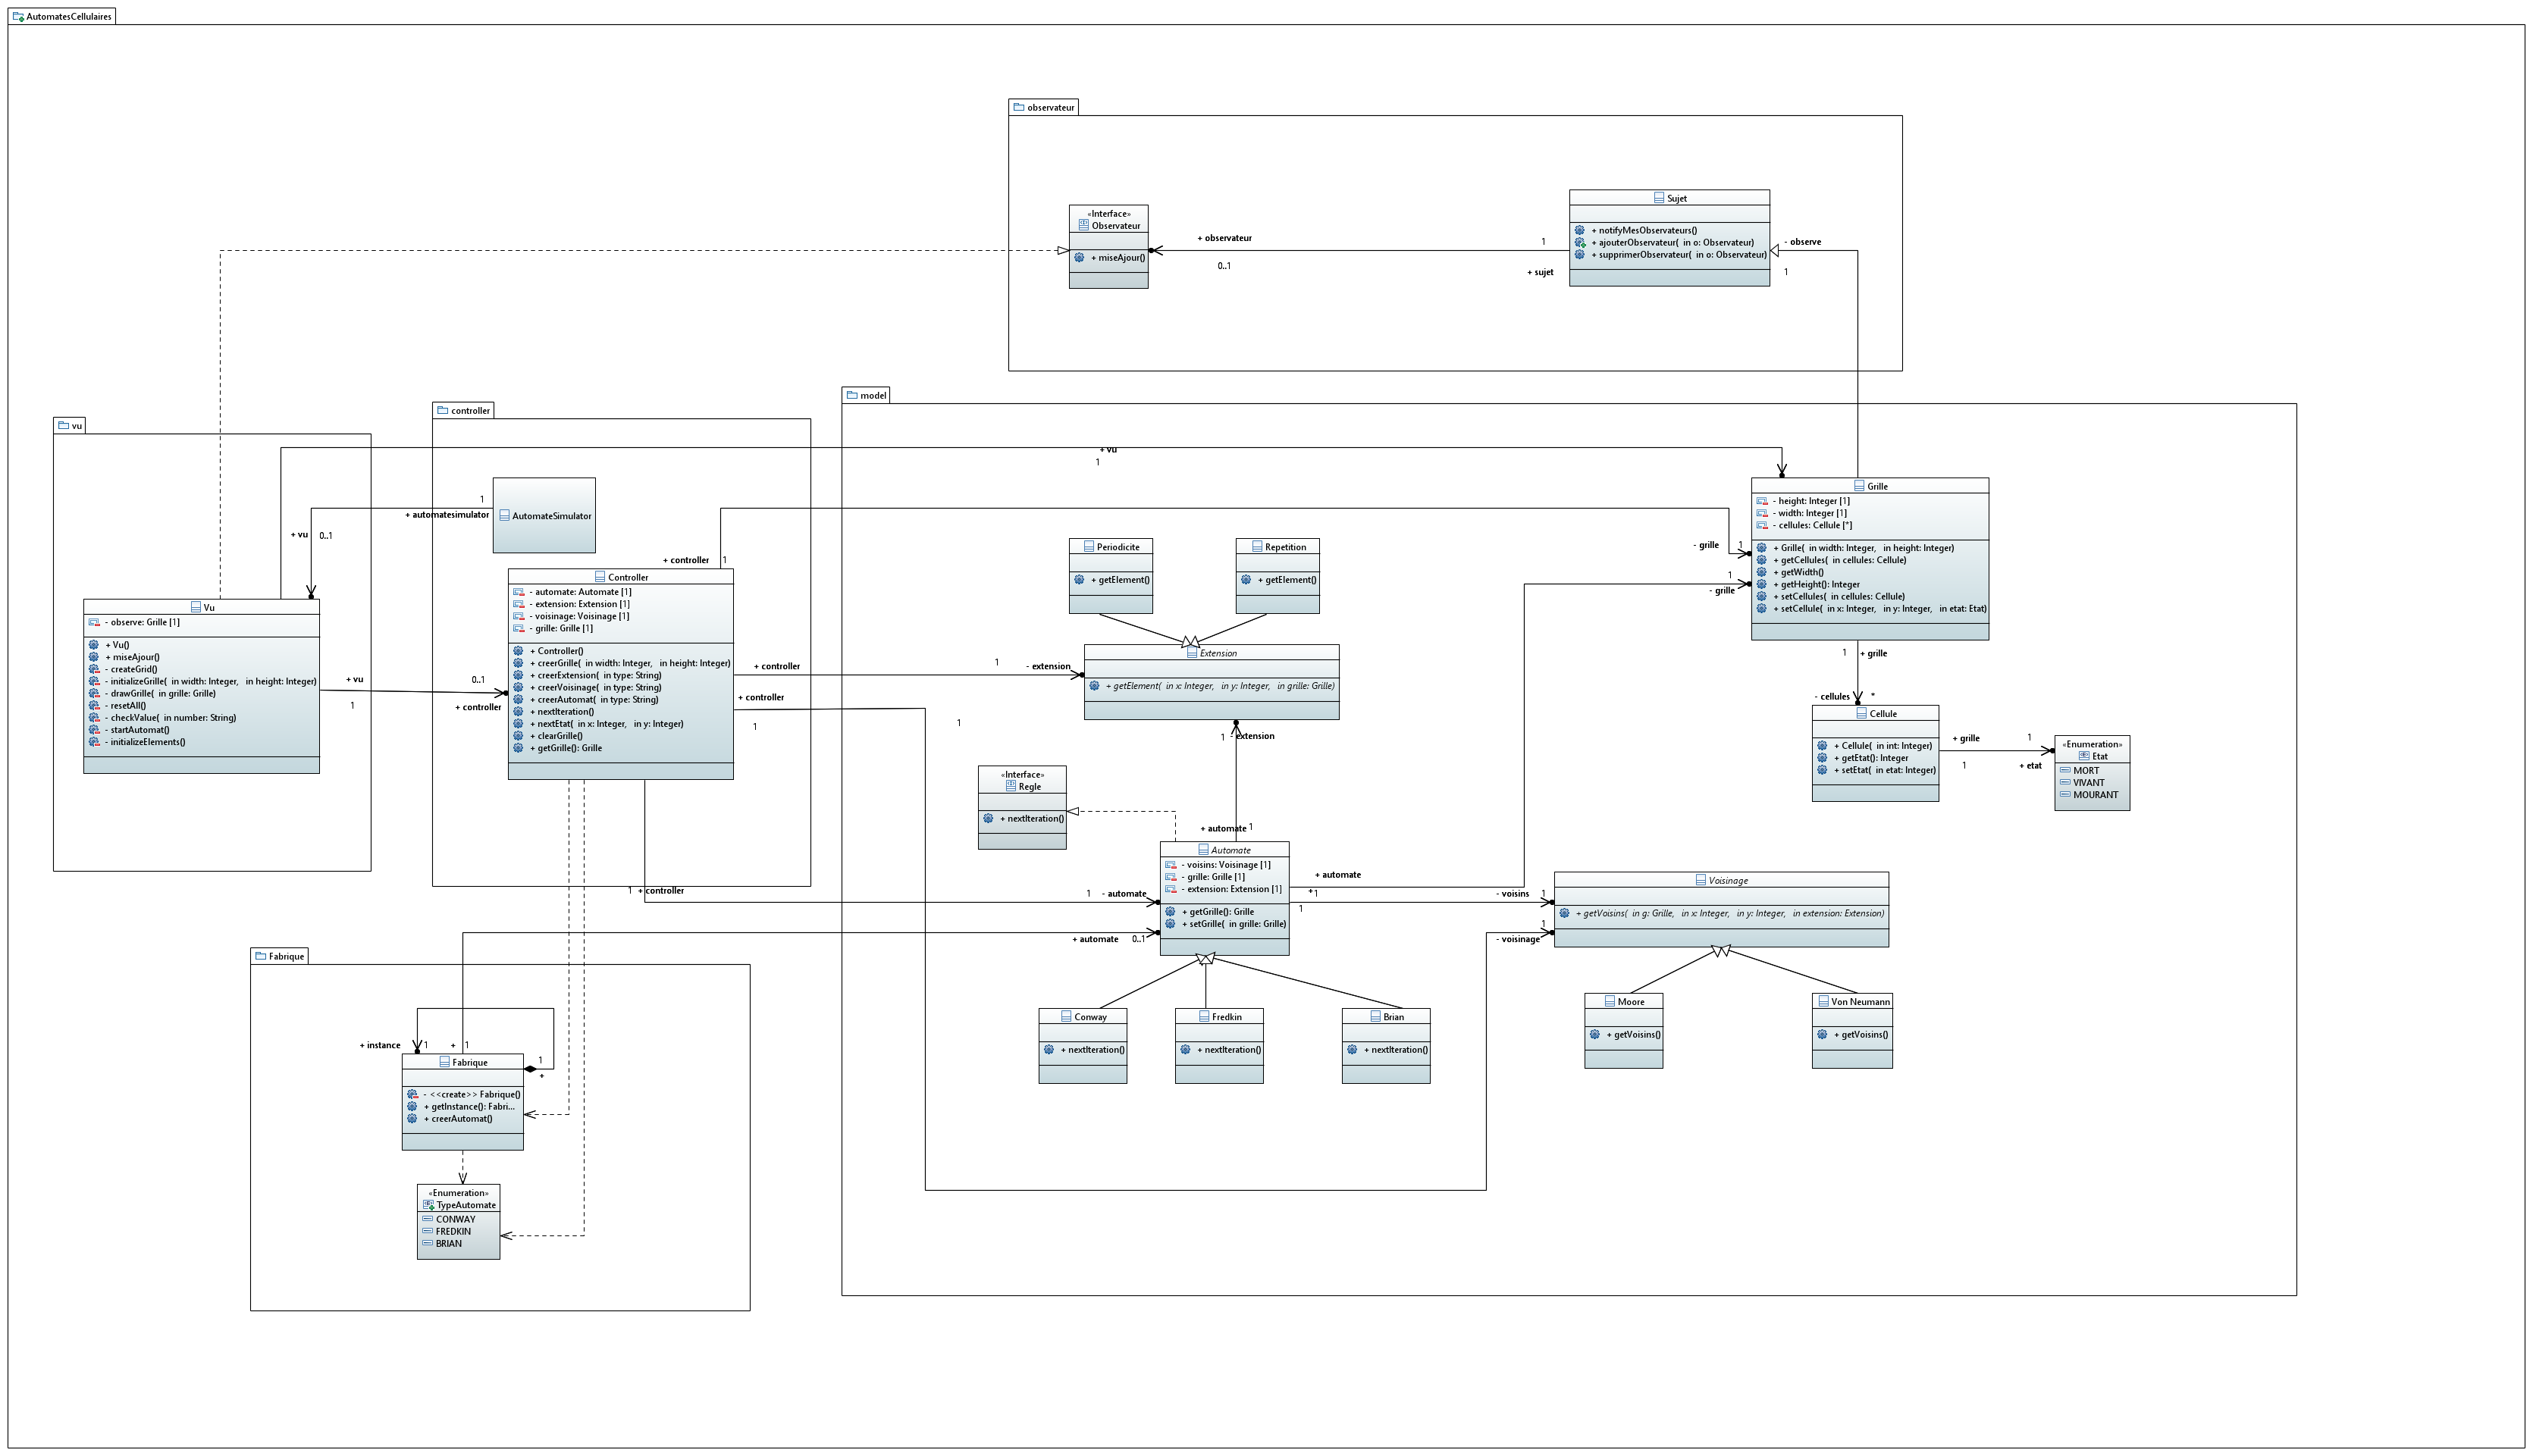 AutomatesCellulaires
observateur
«Interface»
Observateur
+ miseAjour()
+ observateur
0..1
1
+ sujet
Sujet
+ notifyMesObservateurs()
+ ajouterObservateur( in o: Observateur)
+ supprimerObservateur( in o: Observateur)
- observe
1
vu
controller
model
+ vu
1
AutomateSimulator
1
+ automatesimulator
+ vu
0..1
Vu
- observe: Grille [1]
+ Vu()
+ miseAjour()
- createGrid()
- initializeGrille( in width: Integer, in height: Integer)
- drawGrille( in grille: Grille)
- resetAll()
- checkValue( in number: String)
- startAutomat()
- initializeElements()
+ vu
1
0..1
+ controller
+ controller
1
Controller
- automate: Automate [1]
- extension: Extension [1]
- voisinage: Voisinage [1]
- grille: Grille [1]
+ Controller()
+ creerGrille( in width: Integer, in height: Integer)
+ creerExtension( in type: String)
+ creerVoisinage( in type: String)
+ creerAutomat( in type: String)
+ nextIteration()
+ nextEtat( in x: Integer, in y: Integer)
+ clearGrille()
+ getGrille(): Grille
+ controller
1
- extension
+ controller
1
1
Periodicite
+ getElement()
Repetition
+ getElement()
Extension
+ getElement( in x: Integer, in y: Integer, in grille: Grille)
1
- extension
- grille
1
1
- grille
Grille
- height: Integer [1]
- width: Integer [1]
- cellules: Cellule [*]
+ Grille( in width: Integer, in height: Integer)
+ getCellules( in cellules: Cellule)
+ getWidth()
+ getHeight(): Integer
+ setCellules( in cellules: Cellule)
+ setCellule( in x: Integer, in y: Integer, in etat: Etat)
1
+ grille
- cellules
*
Cellule
+ Cellule( in int: Integer)
+ getEtat(): Integer
+ setEtat( in etat: Integer)
+ grille
1
1
+ etat
«Enumeration»
Etat
MORT
VIVANT
MOURANT
«Interface»
Regle
+ nextIteration()
+ automate
1
Automate
- voisins: Voisinage [1]
- grille: Grille [1]
- extension: Extension [1]
+ getGrille(): Grille
+ setGrille( in grille: Grille)
+ automate
*1
1
- voisins
1
1
- voisinage
Voisinage
+ getVoisins( in g: Grille, in x: Integer, in y: Integer, in extension: Extension)
1
+ controller
1
- automate
+ automate
0..1
Conway
+ nextIteration()
Fredkin
+ nextIteration()
Brian
+ nextIteration()
Moore
+ getVoisins()
Von Neumann
+ getVoisins()
Fabrique
+ instance
1
+
1
1
+
Fabrique
- <<create>> Fabrique()
+ getInstance(): Fabri...
+ creerAutomat()
«Enumeration»
TypeAutomate
CONWAY
FREDKIN
BRIAN